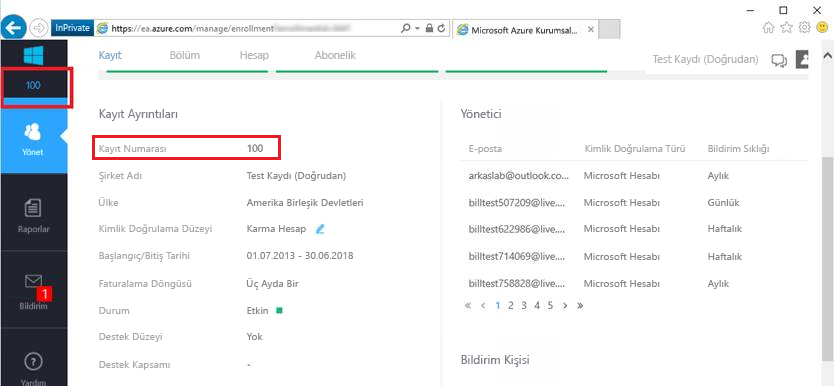 InPrivate
https://ea.azure.com/manage/enrollment
Microsoft Azure Kurumsal...
Kayıt Bölüm Hesap Abonelik
Test Kaydı (Doğrudan)
100
Yönet
Raporlar
1
Bildirim
Yardım
Kayıt Ayrıntıları
Kayıt Numarası 100
Şirket Adı Test Kaydı (Doğrudan)
Ülke Amerika Birleşik Devletleri
Kimlik Doğrulama Düzeyi Karma Hesap
Başlangıç/Bitiş Tarihi 01.07.2013 - 30.06.2018
Faturalama Döngüsü Üç Ayda Bir
Durum Etkin
Destek Düzeyi Yok
Destek Kapsamı -
Yönetici
E-posta Kimlik Doğrulama Türü Bildirim Sıklığı
arkaslab@outlook.co... Microsoft Hesabı Aylık
billtest507209@live.... Microsoft Hesabı Günlük
billtest622986@live.... Microsoft Hesabı Haftalık
billtest714069@live.... Microsoft Hesabı Haftalık
billtest758828@live.... Microsoft Hesabı Aylık
« < 1 2 3 4 5 > »
Bildirim Kişisi